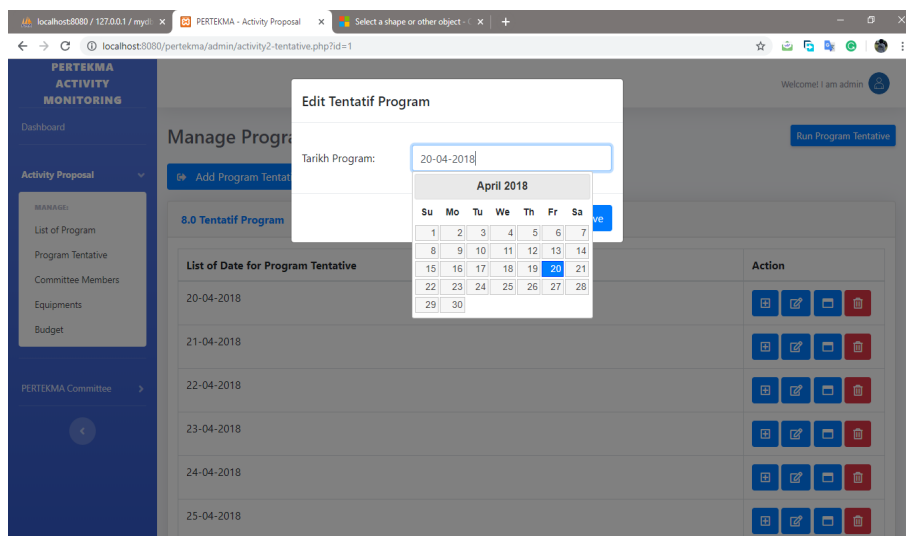 localhost:8080 / 127.0.0.1 / myd
PERTEKMA - Activity Proposal
Select a shape or other object -
localhost:8080/pertekma/admin/activity2-tentative.php?id=1
PERTEKMA
ACTIVITY
MONITORING
Welcome! I am admin
Dashboard
Activity Proposal
MANAGE:
List of Program
Program Tentative
Committee Members
Equipments
Budget
PERTEKMA Committee
Manage Progra
Run Program Tentative
Add Program Tentat
8.0 Tentatif Program
Edit Tentatif Program
Tarikh Program:
20-04-2018
ve
April 2018
Su Mo Tu We Th Fr Sa
1 2 3 4 5 6 7
8 9 10 11 12 13 14
15 16 17 18 19 20 21
22 23 24 25 26 27 28
29 30
List of Date for Program Tentative
Action
20-04-2018
21-04-2018
22-04-2018
23-04-2018
24-04-2018
25-04-2018